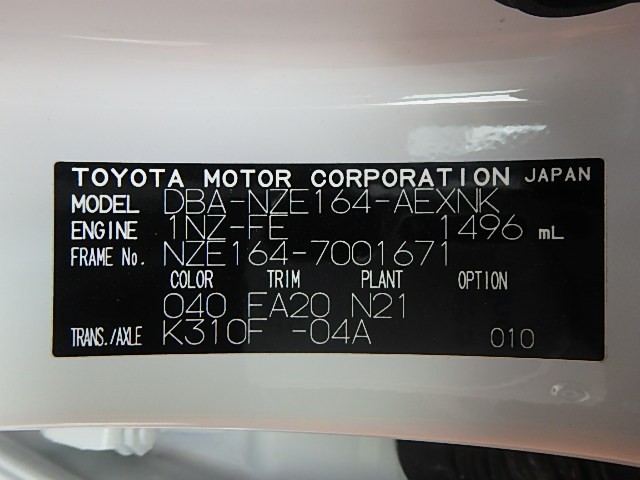 TOYOTA MOTOR CORPORATION JAPAN
MODEL DBA-NZE164-AEXNK
ENGINE 1NZ-FE 1496 mL
FRAME No. NZE164-7001671
COLOR TRIM PLANT OPTION
040 EA20 N21
TRANS./AXLE K310F -04A 010